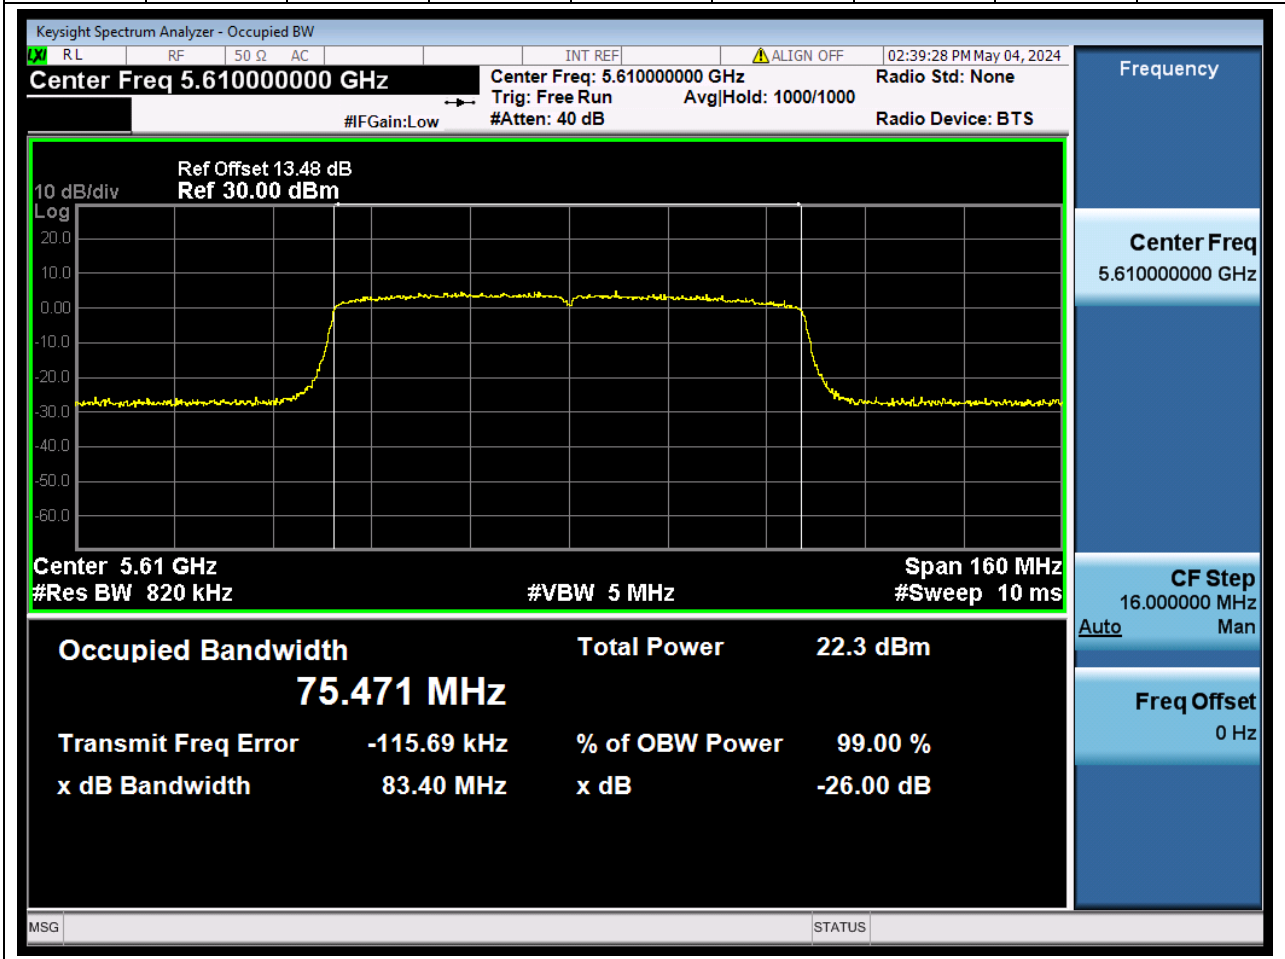 Keysight Spectrum Analyzer - Occupied BW
LXI RL RF 50 Ω AC INT REF ALIGN OFF 02:39:28 PM May 04, 2024
Center Freq 5.610000000 GHz
Center Freq: 5.610000000 GHz
Radio Std: None
Trig: Free Run Avg|Hold: 1000/1000
#IFGain:Low #Atten: 40 dB
Radio Device: BTS
Ref Offset 13.48 dB
10 dB/div Ref 30.00 dBm
Log
20.0
10.0
0.00
-10.0
-20.0
-30.0
-40.0
-50.0
-60.0
Center 5.61 GHz Span 160 MHz
#Res BW 820 kHz #VBW 5 MHz #Sweep 10 ms
Occupied Bandwidth Total Power 22.3 dBm
75.471 MHz
Transmit Freq Error -115.69 kHz % of OBW Power 99.00 %
x dB Bandwidth 83.40 MHz x dB -26.00 dB
Frequency
Center Freq
5.610000000 GHz
CF Step
16.000000 MHz
Auto Man
Freq Offset
0 Hz
MSG STATUS